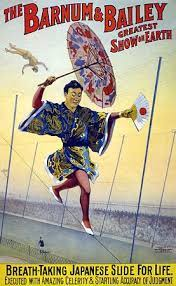 THE BARNUM & BAILEY
GREATEST
SHOW ON EARTH
BREATH-TAKING JAPANESE SLIDE FOR LIFE.
EXECUTED WITH AMAZING CELERITY & STARTLING ACCURACY OF JUDGMENT